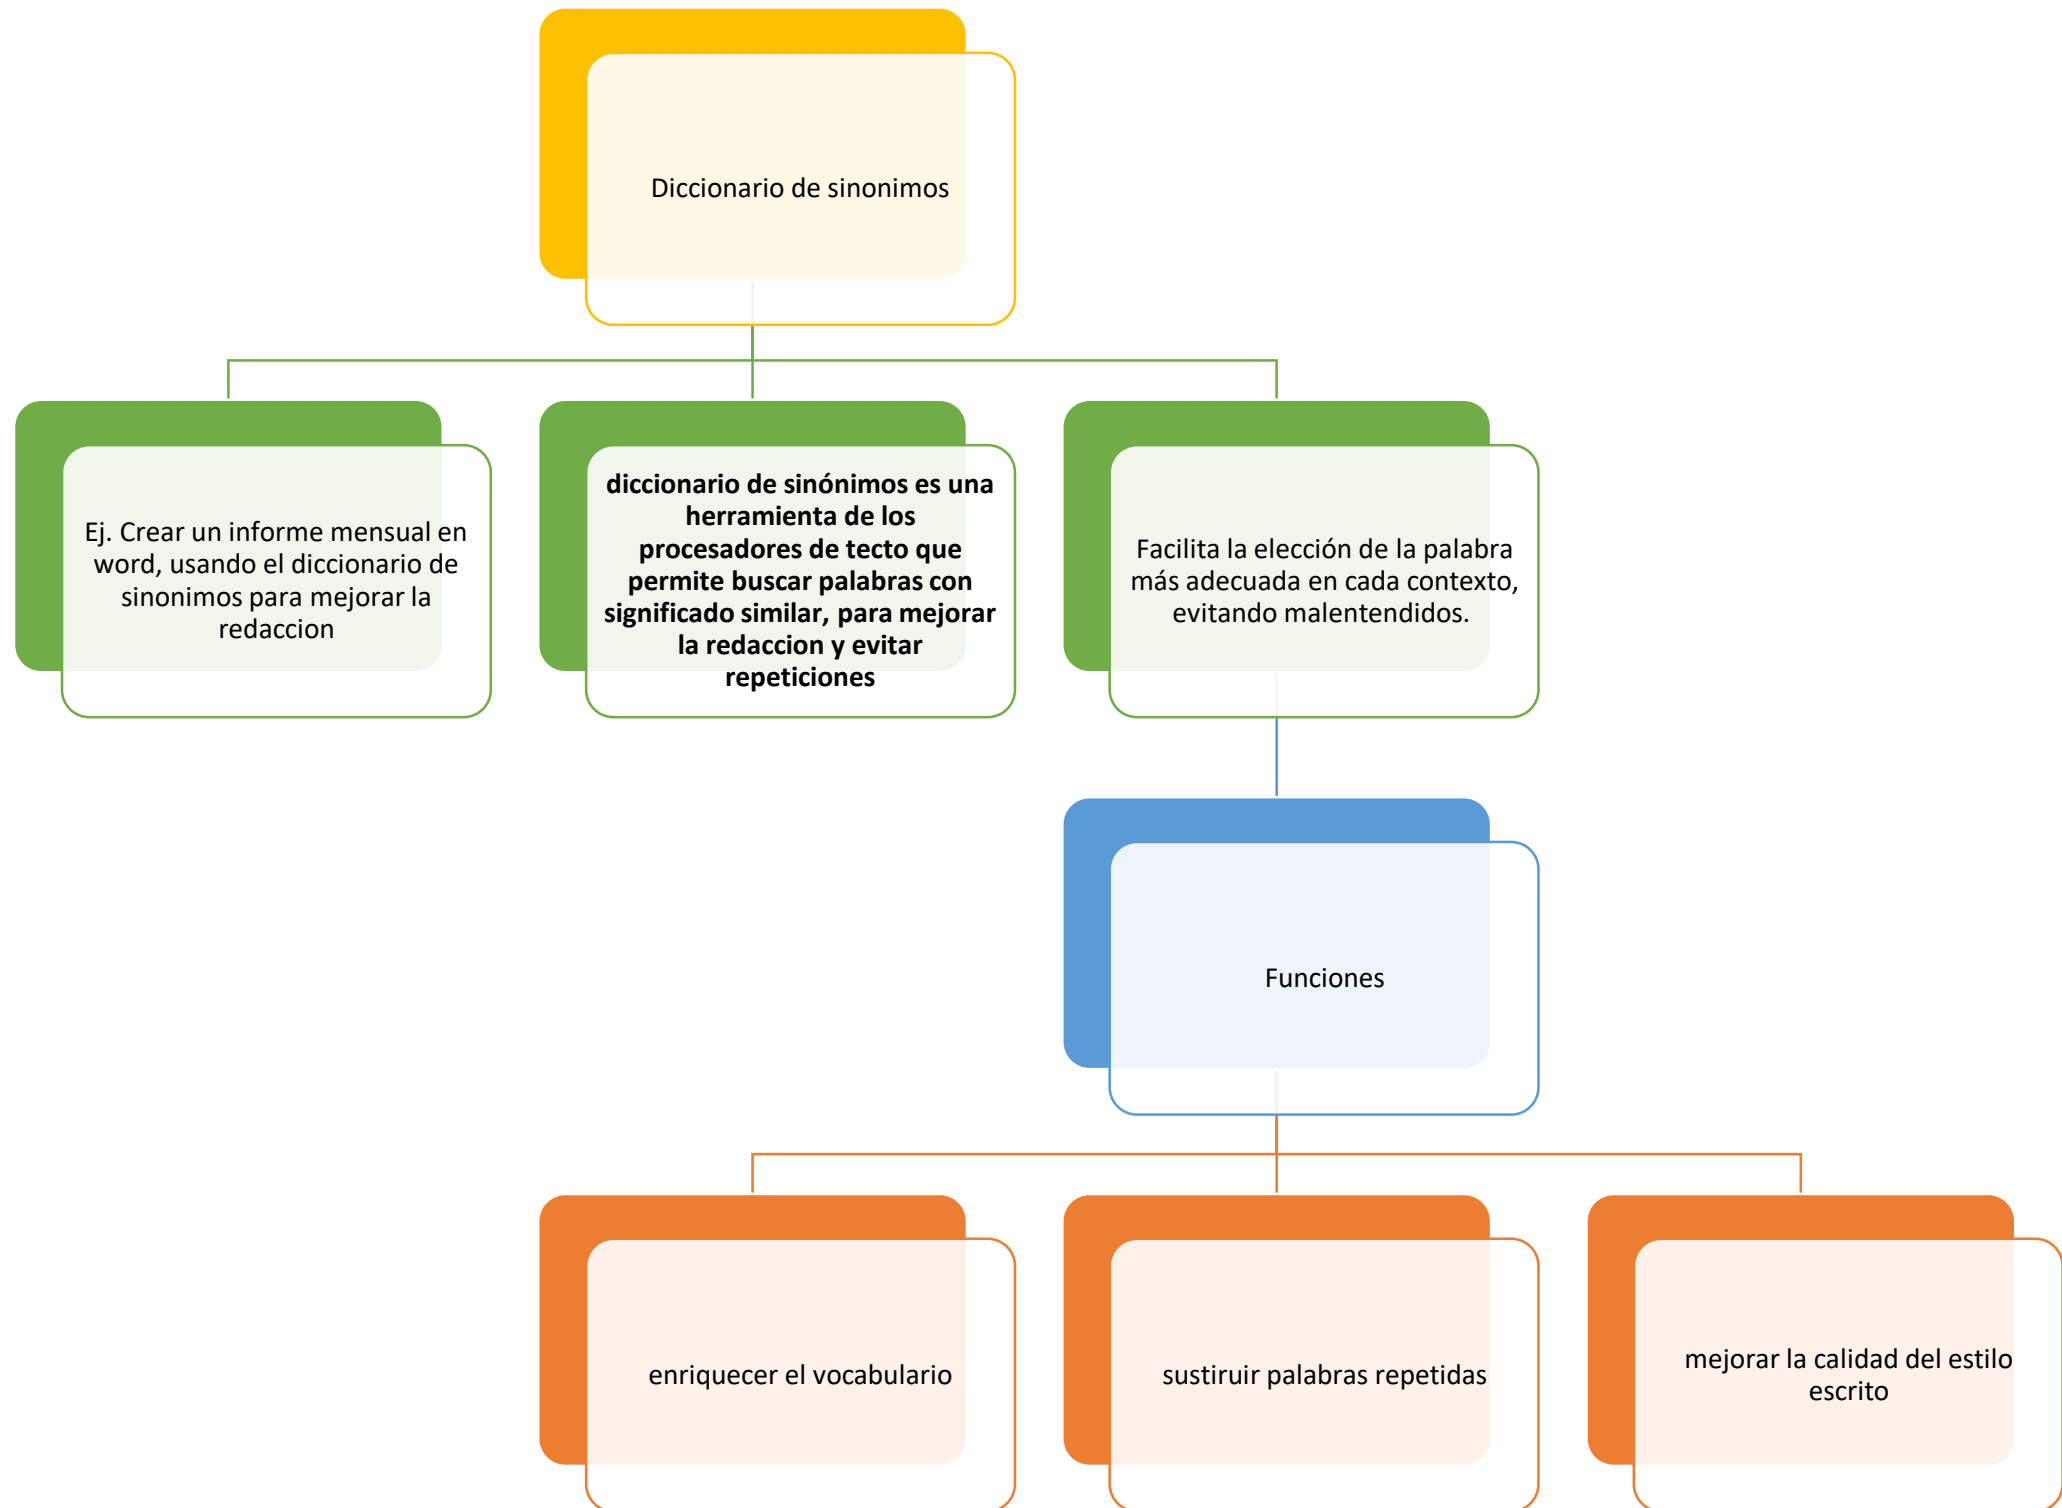 Diccionario de sinonimos
Ej. Crear un informe mensual en
word, usando el diccionario de
sinonimos para mejorar la
redaccion
diccionario de sinónimos es una
herramienta de los
procesadores de tecto que
permite buscar palabras con
significado similar, para mejorar
la redaccion y evitar
repeticiones
Facilita la elección de la palabra
más adecuada en cada contexto,
evitando malentendidos.
Funciones
enriquecer el vocabulario
sustiruir palabras repetidas
mejorar la calidad del estilo
escrito